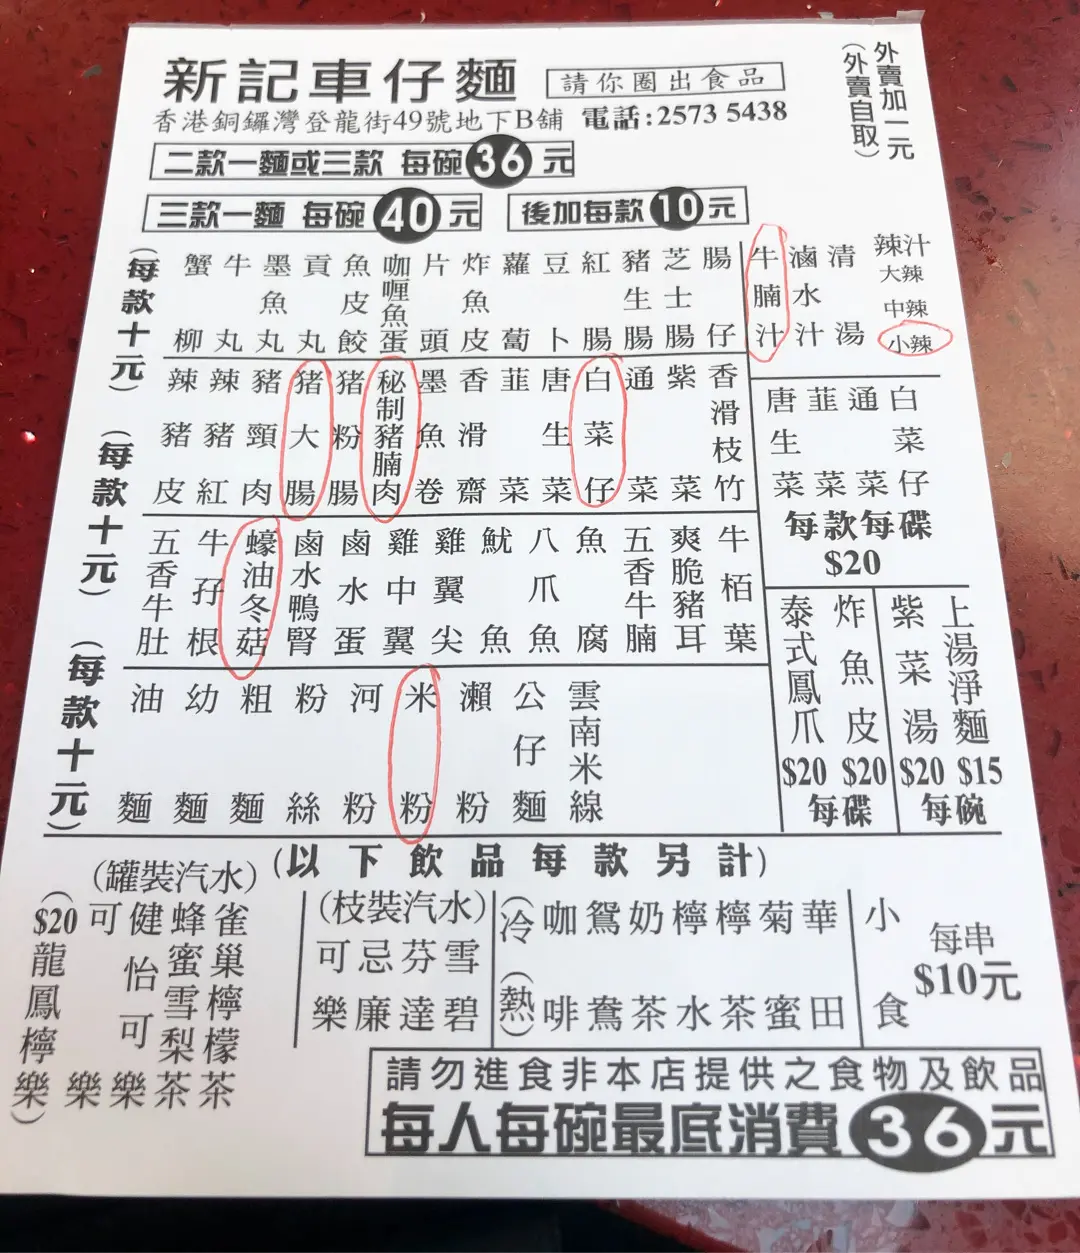 新記車仔麵
請你圈出食品
外賣加一元
(外賣自取)
香港銅鑼灣登龍街49號地下B舖
電話:2573 5438
二款一麵或三款 每碗36元
三款一麵 每碗40元
後加每款10元
(每款十元)
蟹柳
牛丸
墨魚丸
貢丸
魚皮餃
咖喱魚蛋
片頭
炸魚皮
蘿蔔
豆卜
紅腸
豬生腸
芝士腸
腸仔
牛腩汁
滷水汁
清湯
辣汁
大辣
中辣
小辣
(每款十元)
辣豬皮
辣豬紅
豬頸肉
猪大腸
猪粉腸
秘制豬腩肉
墨魚卷
香滑齋
韮菜
唐生菜
白菜仔
通菜
紫菜
香滑枝竹
唐生菜
韮菜
通菜
白菜仔
每款每碟
$20
五香牛肚
牛孖根
蠔油冬菇
鹵水鴨腎
鹵水蛋
雞中翼
雞翼尖
魷魚
八爪魚
魚腐
五香牛腩
爽脆豬耳
牛栢葉
(每款十元)
油麵
幼麵
粗麵
粉絲
河粉
米粉
瀨粉
公仔麵
雲南米線
泰式鳳爪
炸魚皮
$20 $20
每碟
紫菜湯
上湯淨麵
$20 $15
每碗
(以下飲品每款另計)
(罐裝汽水)
($20龍鳳檸樂)
可樂
健怡可樂
蜂蜜雪梨茶
雀巢檸檬茶
(枝裝汽水)
可樂
忌廉
芬達
雪碧
(冷)(熱)
咖啡
鴛鴦
奶茶
檸水
檸茶
菊蜜
華田
小食
每串
$10元
請勿進食非本店提供之食物及飲品
每人每碗最底消費36元